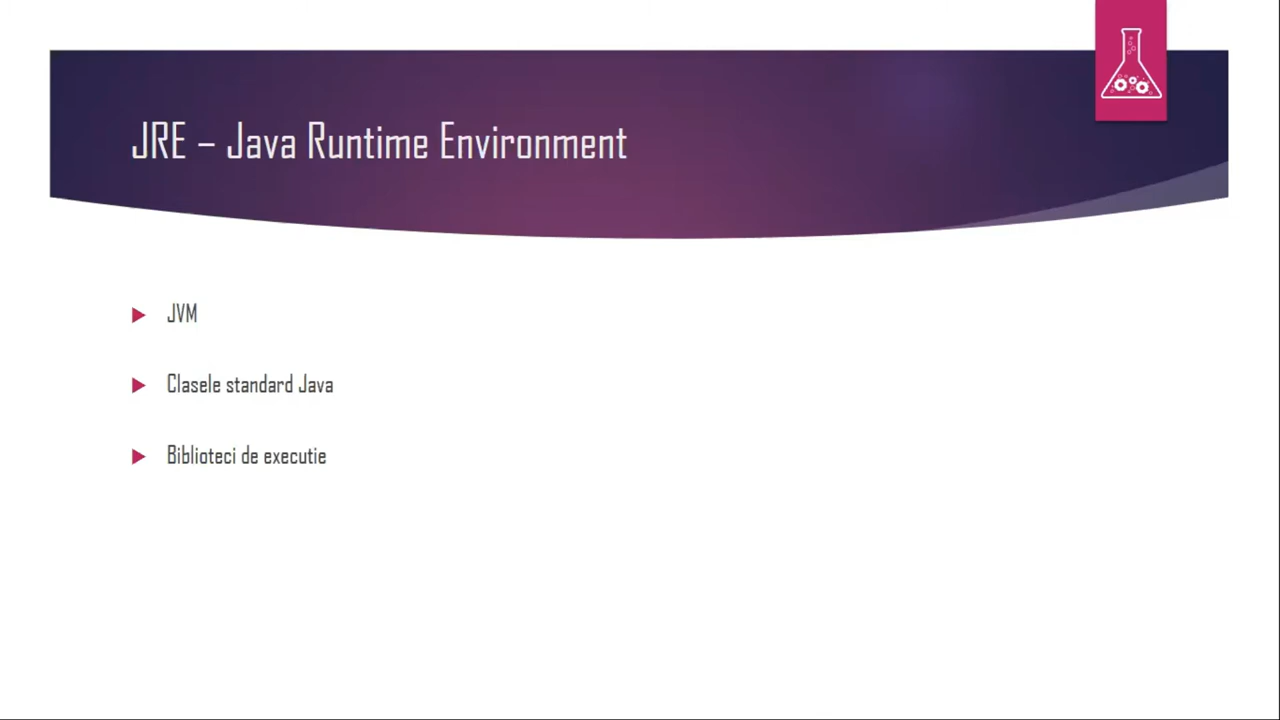 JRE – Java Runtime Environment
JVM
Clasele standard Java
Biblioteci de executie